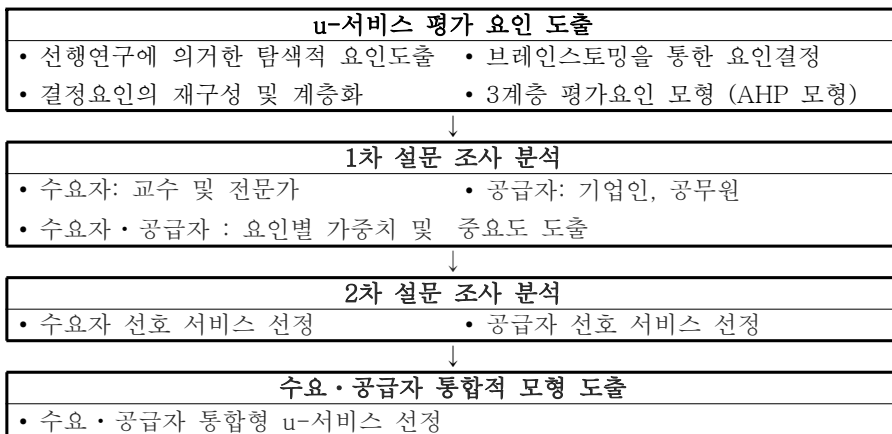 u-서비스 평가 요인 도출
• 선행연구에 의거한 탐색적 요인도출 • 브레인스토밍을 통한 요인결정
• 결정요인의 재구성 및 계층화 • 3계층 평가요인 모형 (AHP 모형)
↓
1차 설문 조사 분석
• 수요자: 교수 및 전문가 • 공급자: 기업인, 공무원
• 수요자・공급자 : 요인별 가중치 및 중요도 도출
↓
2차 설문 조사 분석
• 수요자 선호 서비스 선정 • 공급자 선호 서비스 선정
↓
수요・공급자 통합적 모형 도출
• 수요・공급자 통합형 u-서비스 선정